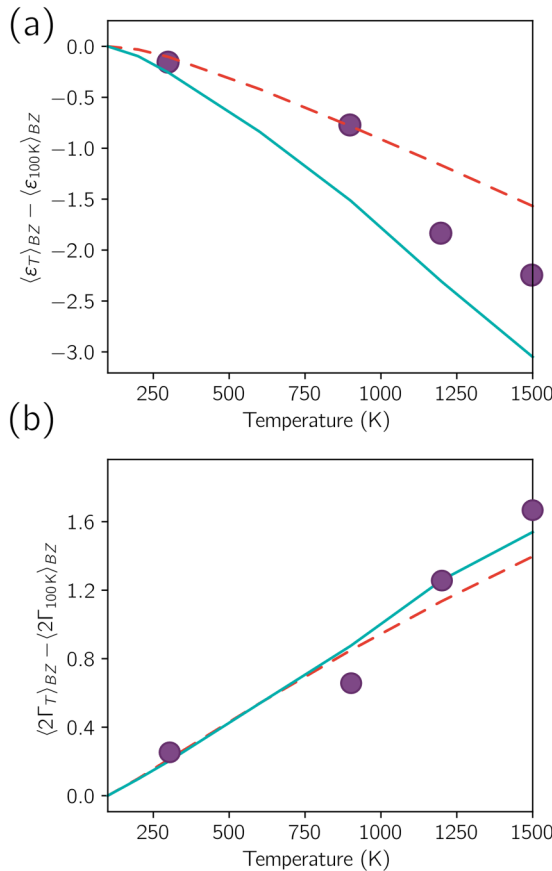 (a)
0.0
−0.5
−1.0
−1.5
−2.0
−2.5
−3.0
⟨ε_T⟩_BZ − ⟨ε_100K⟩_BZ
250 500 750 1000 1250 1500
Temperature (K)
(b)
1.6
1.2
0.8
0.4
0.0
⟨2Γ_T⟩_BZ − ⟨2Γ_100K⟩_BZ
250 500 750 1000 1250 1500
Temperature (K)